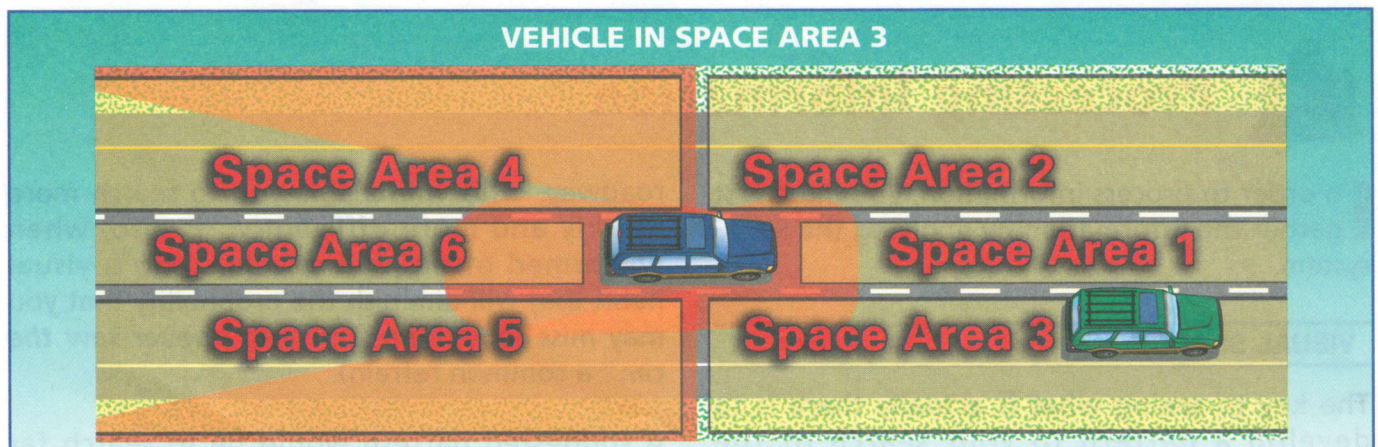 VEHICLE IN SPACE AREA 3
Space Area 4
Space Area 2
Space Area 6
Space Area 1
Space Area 5
Space Area 3